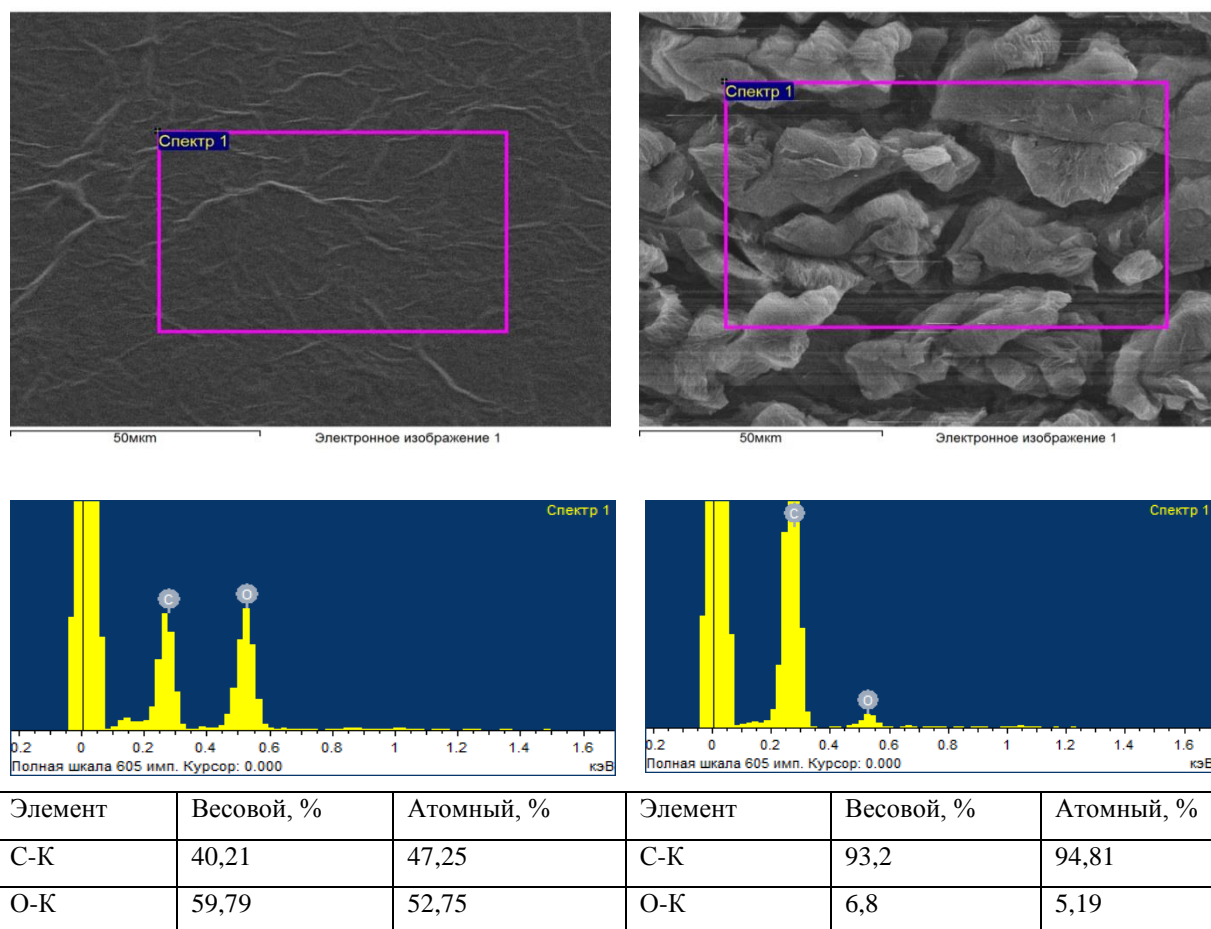 Спектр 1
Спектр 1
50мкm Электронное изображение 1
50мкm Электронное изображение 1
Спектр 1
C O
0.2 0 0.2 0.4 0.6 0.8 1 1.2 1.4 1.6
Полная шкала 605 имп. Курсор: 0.000 кэВ
Спектр 1
C O
0.2 0 0.2 0.4 0.6 0.8 1 1.2 1.4 1.6
Полная шкала 605 имп. Курсор: 0.000 кэВ
Элемент Весовой, % Атомный, % Элемент Весовой, % Атомный, %
С-К 40,21 47,25 С-К 93,2 94,81
О-К 59,79 52,75 О-К 6,8 5,19